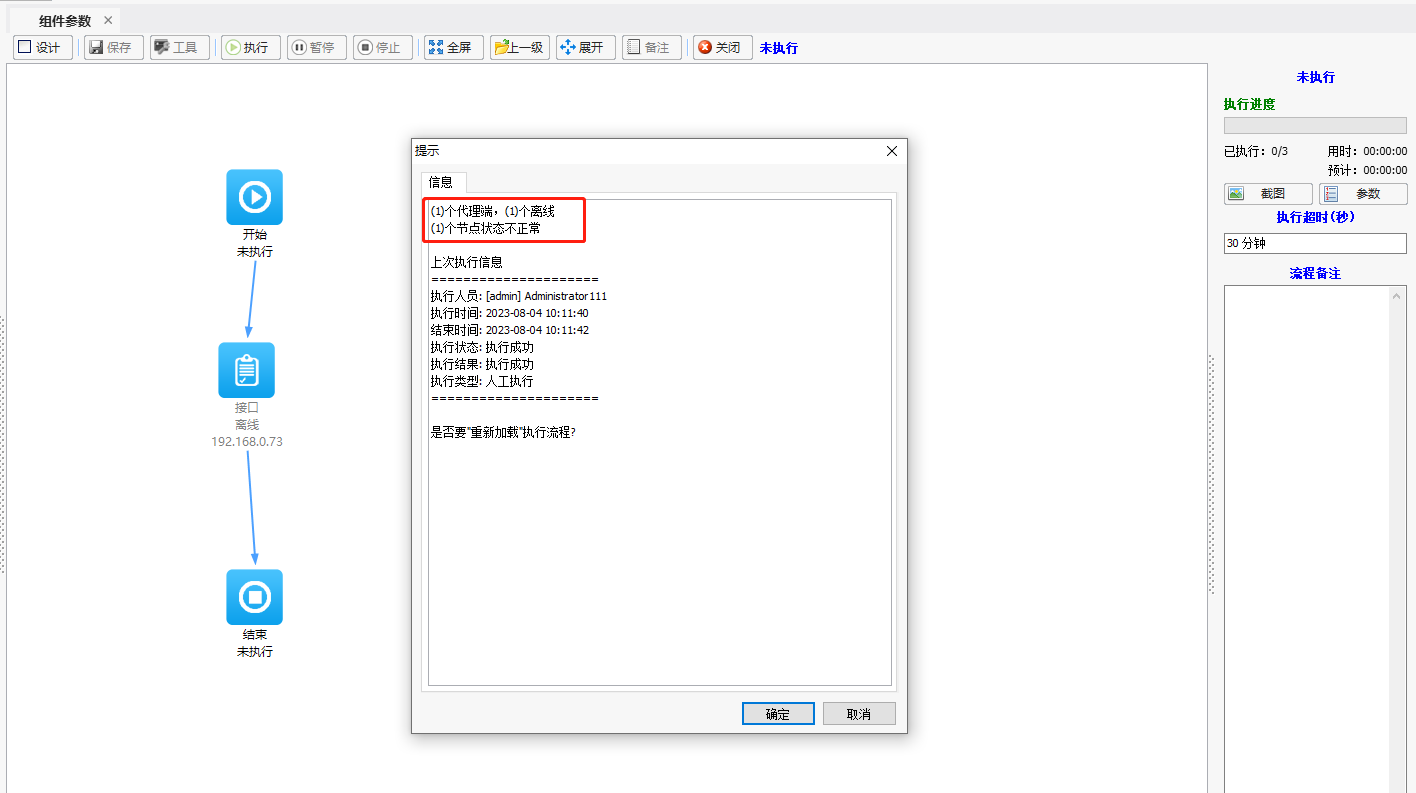 组件参数
设计 保存 工具 执行 暂停 停止 全屏 上一级 展开 备注 关闭 未执行
开始
未执行
接口
离线
192.168.0.73
结束
未执行
提示
信息
(1)个代理端，(1)个离线
(1)个节点状态不正常
上次执行信息
=====================
执行人员: [admin] Administrator111
执行时间: 2023-08-04 10:11:40
结束时间: 2023-08-04 10:11:42
执行状态: 执行成功
执行结果: 执行成功
执行类型: 人工执行
=====================
是否要"重新加载"执行流程?
确定 取消
未执行
执行进度
已执行: 0/3 用时: 00:00:00
预计: 00:00:00
截图 参数
执行超时(秒)
30 分钟
流程备注